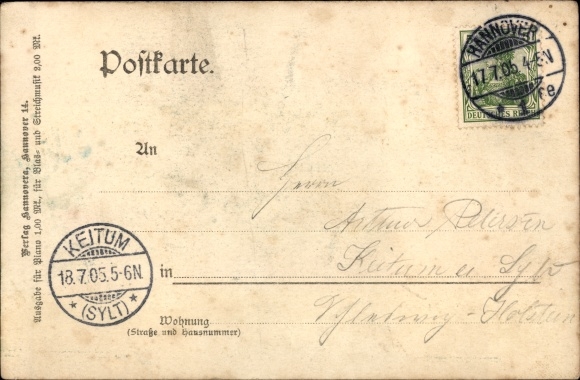 Postkarte.
HANNOVER
17.7.05.4-5N
DEUTSCHES REICH
An
Herrn
Arthur Petersen
Keitum a Sylt
in
Schleswig-Holstein
KEITUM
18.7.05.5-6N.
* (SYLT) *
Wohnung
(Straße und Hausnummer)
Verlag Hannovera, Hannover 14.
Ausgabe für Piano 1,00 Mk., für Blas- und Streichmusik 2,00 Mk.